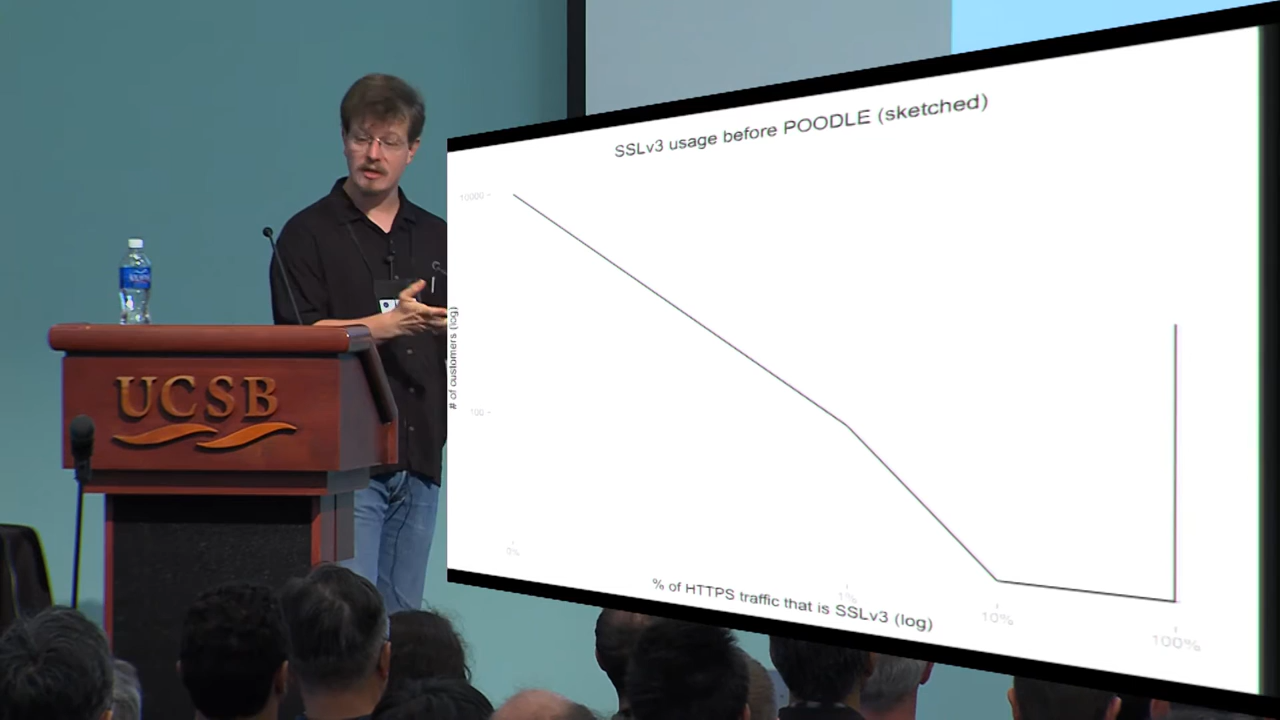 SSLv3 usage before POODLE (sketched)
10000
# of customers (log)
100
0%
1%
10%
100%
% of HTTPS traffic that is SSLv3 (log)
UCSB